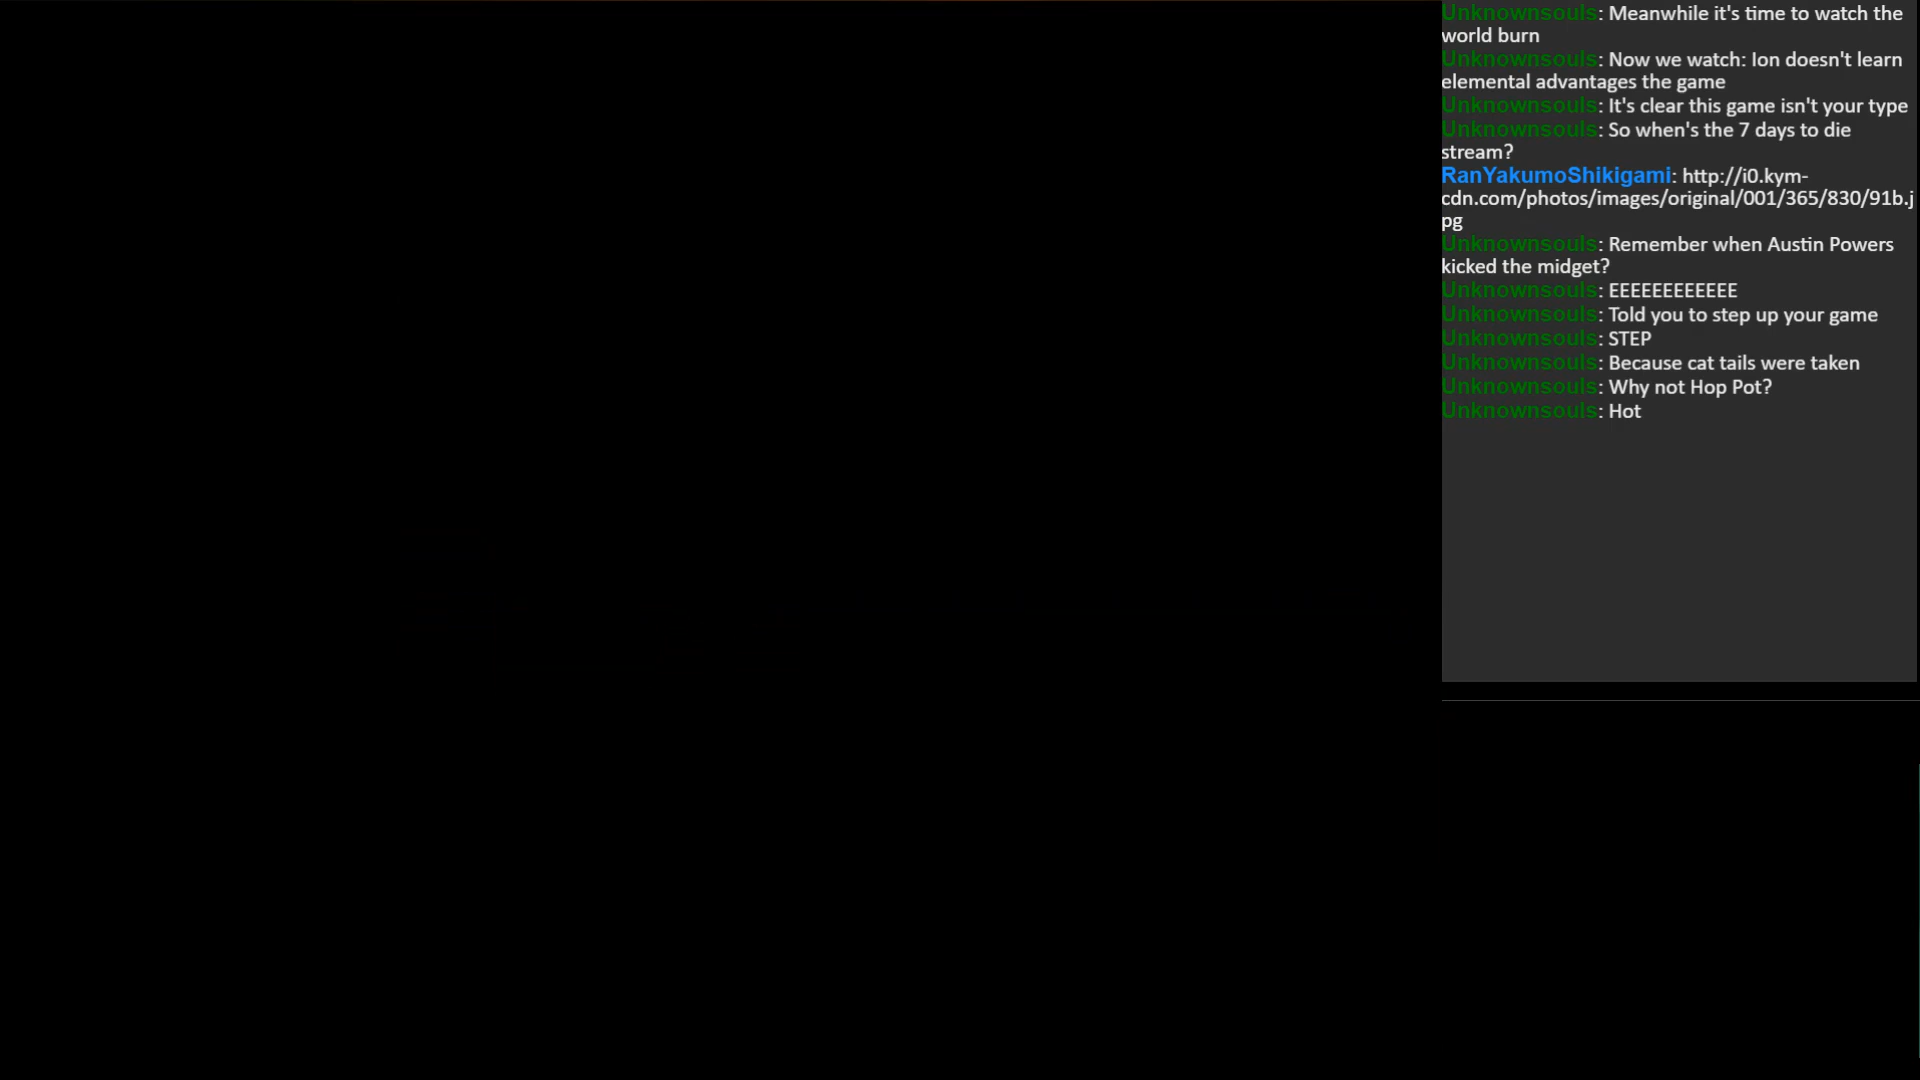 Unknownsouls: Meanwhile it's time to watch the
world burn
Unknownsouls: Now we watch: Ion doesn't learn
elemental advantages the game
Unknownsouls: It's clear this game isn't your type
Unknownsouls: So when's the 7 days to die
stream?
RanYakumoShikigami: http://i0.kym-
cdn.com/photos/images/original/001/365/830/91b.j
pg
Unknownsouls: Remember when Austin Powers
kicked the midget?
Unknownsouls: EEEEEEEEEEEE
Unknownsouls: Told you to step up your game
Unknownsouls: STEP
Unknownsouls: Because cat tails were taken
Unknownsouls: Why not Hop Pot?
Unknownsouls: Hot